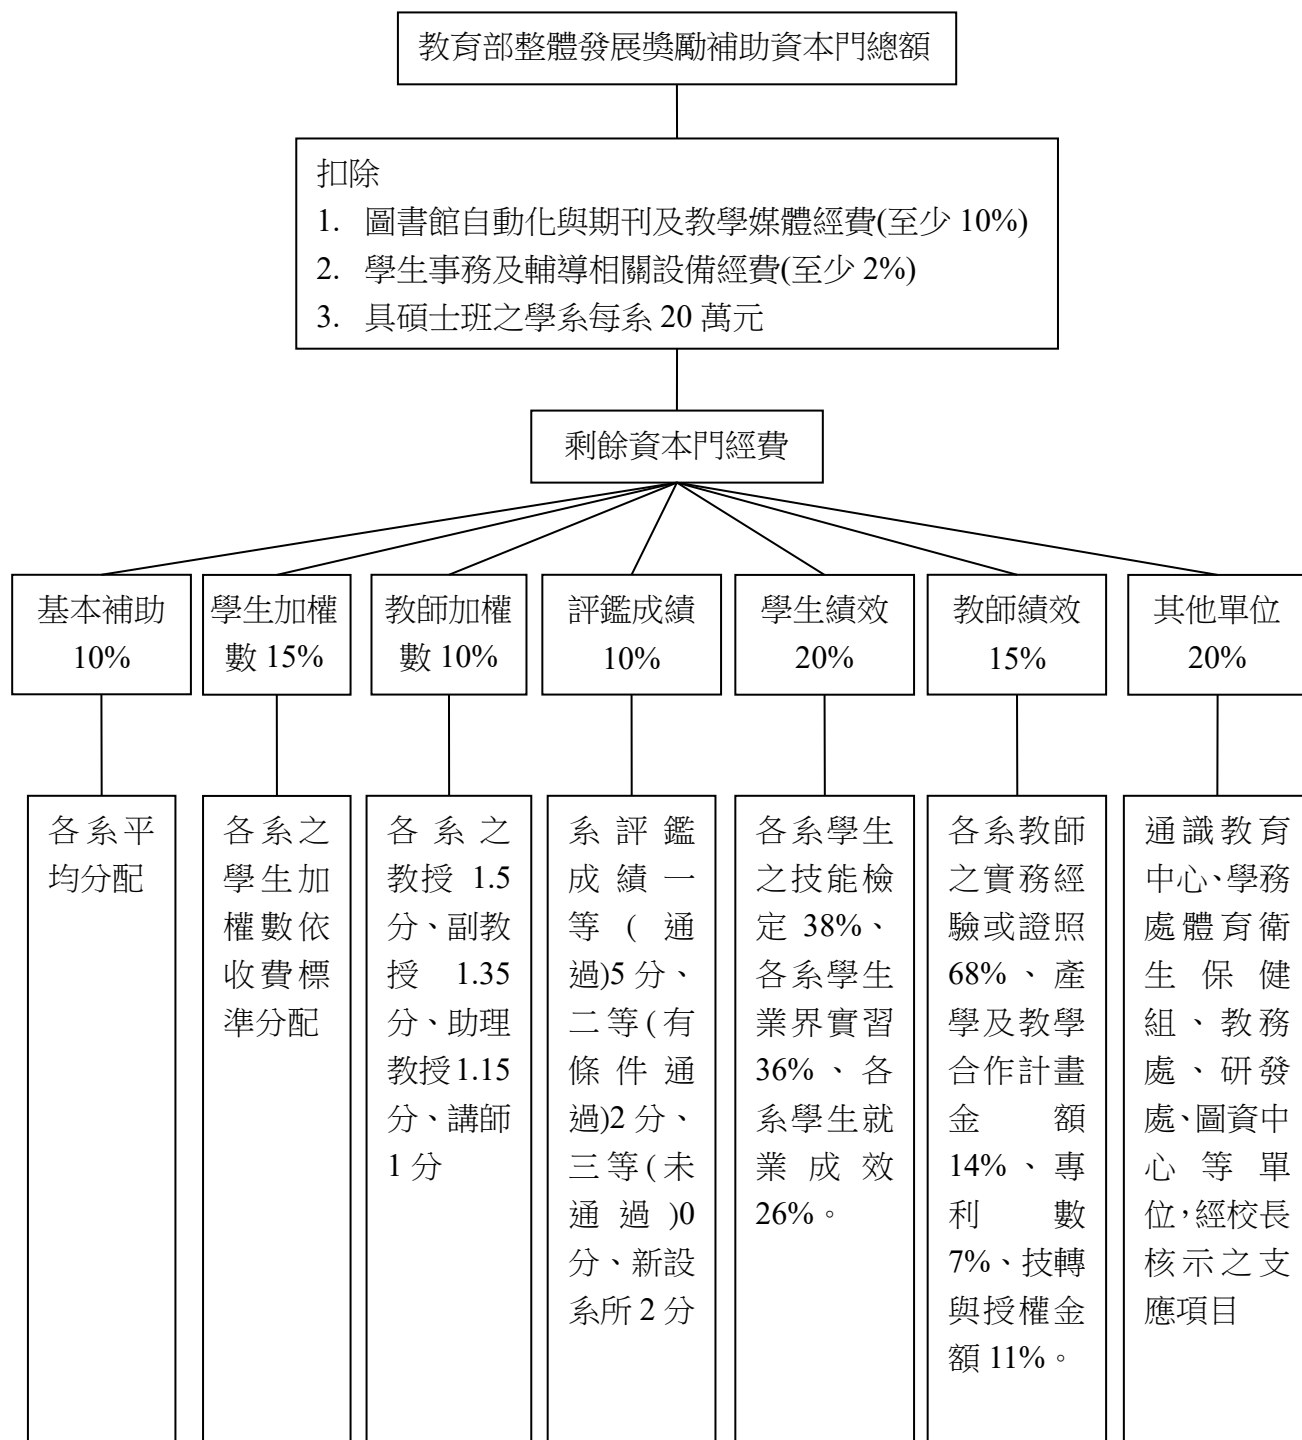 教育部整體發展獎勵補助資本門總額
扣除
1. 圖書館自動化與期刊及教學媒體經費(至少 10%)
2. 學生事務及輔導相關設備經費(至少 2%)
3. 具碩士班之學系每系 20 萬元
剩餘資本門經費
基本補助
10%
學生加權
數 15%
教師加權
數 10%
評鑑成績
10%
學生績效
20%
教師績效
15%
其他單位
20%
各系平
均分配
各系之
學生加
權數依
收費標
準分配
各系之
教授 1.5
分、副教
授 1.35
分、助理
教授 1.15
分、講師
1 分
系評鑑
成績一
等(通
過)5 分、
二等(有
條件通
過)2 分、
三等(未
通過)0
分、新設
系所 2 分
各系學生
之技能檢
定 38%、
各系學生
業界實習
36%、各
系學生就
業成效
26%。
各系教師
之實務經
驗或證照
68%、產
學及教學
合作計畫
金額
14%、專
利數
7%、技轉
與授權金
額 11%。
通識教育
中心、學務
處體育衛
生保健
組、教務
處、研發
處、圖資中
心等單
位，經校長
核示之支
應項目